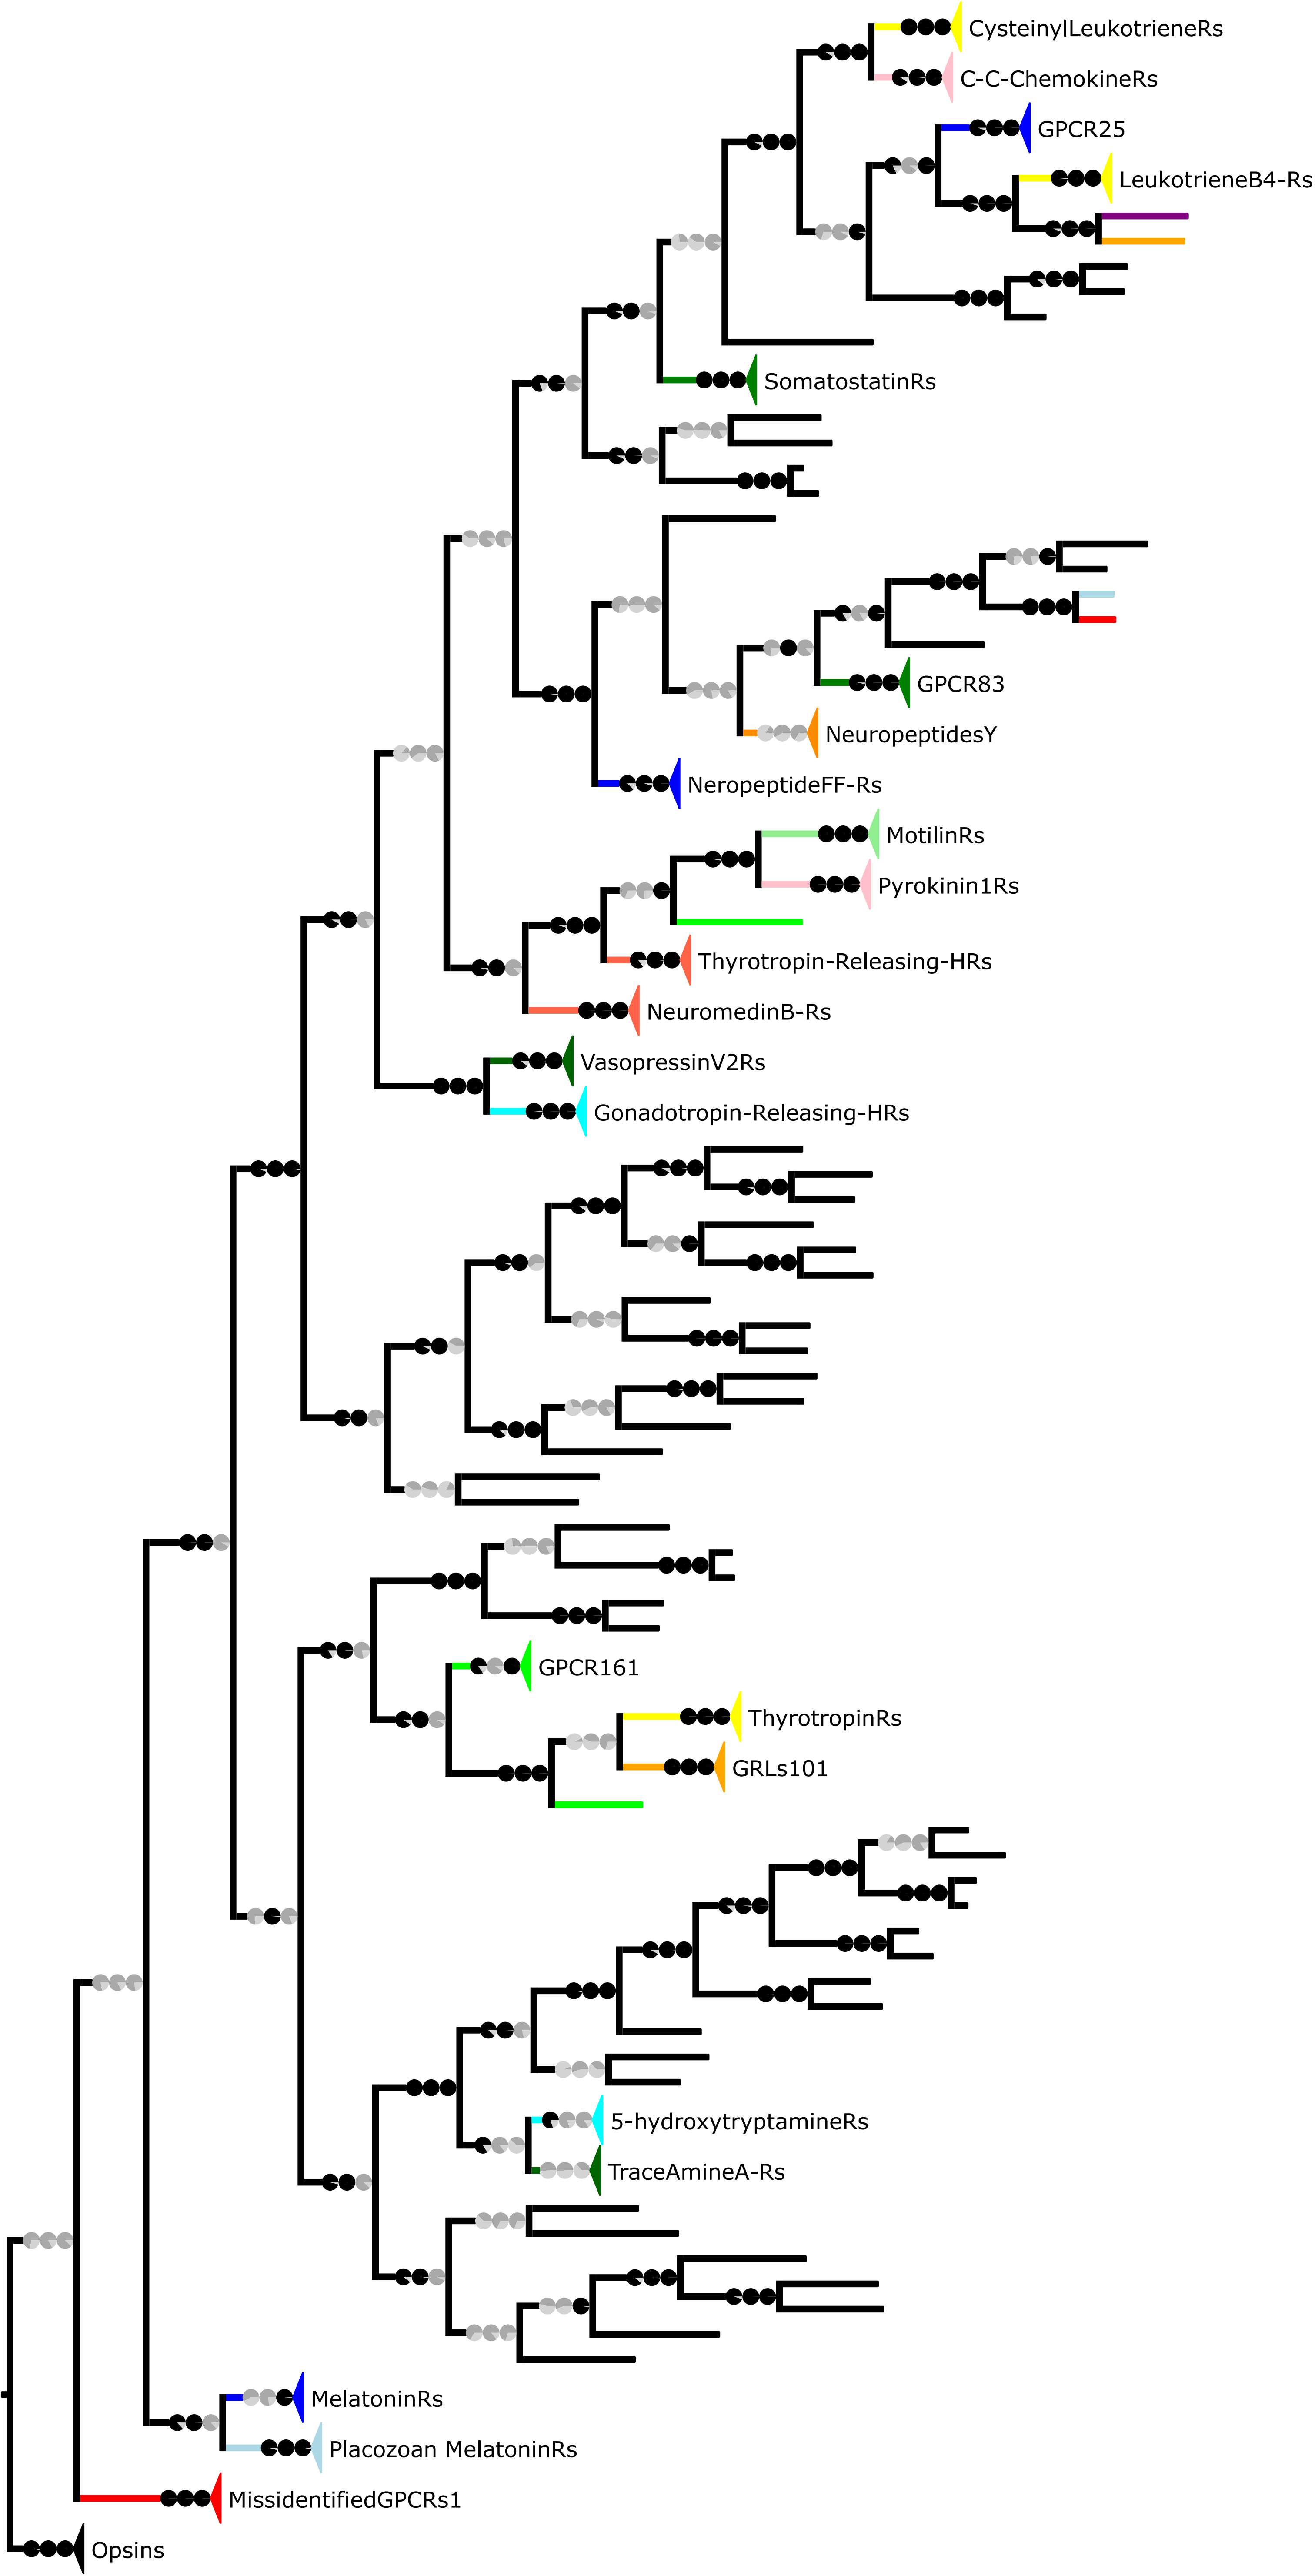 CysteinylLeukotrieneRs
C-C-ChemokineRs
GPCR25
LeukotrieneB4-Rs
SomatostatinRs
GPCR83
NeuropeptidesY
NeropeptideFF-Rs
MotilinRs
Pyrokinin1Rs
Thyrotropin-Releasing-HRs
NeuromedinB-Rs
VasopressinV2Rs
Gonadotropin-Releasing-HRs
GPCR161
ThyrotropinRs
GRLs101
5-hydroxytryptamineRs
TraceAmineA-Rs
MelatoninRs
Placozoan MelatoninRs
MissidentifiedGPCRs1
Opsins